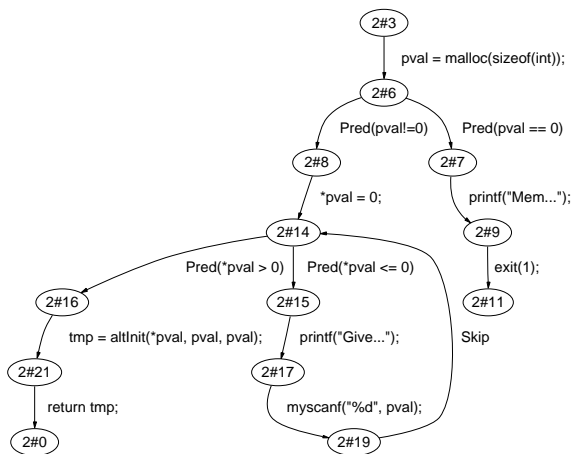 2#3
pval = malloc(sizeof(int));
2#6
Pred(pval!=0)
Pred(pval == 0)
2#8
2#7
*pval = 0;
printf("Mem...");
2#14
2#9
Pred(*pval > 0)
Pred(*pval <= 0)
exit(1);
2#16
2#15
2#11
tmp = altInit(*pval, pval, pval);
printf("Give...");
Skip
2#21
2#17
return tmp;
myscanf("%d", pval);
2#0
2#19